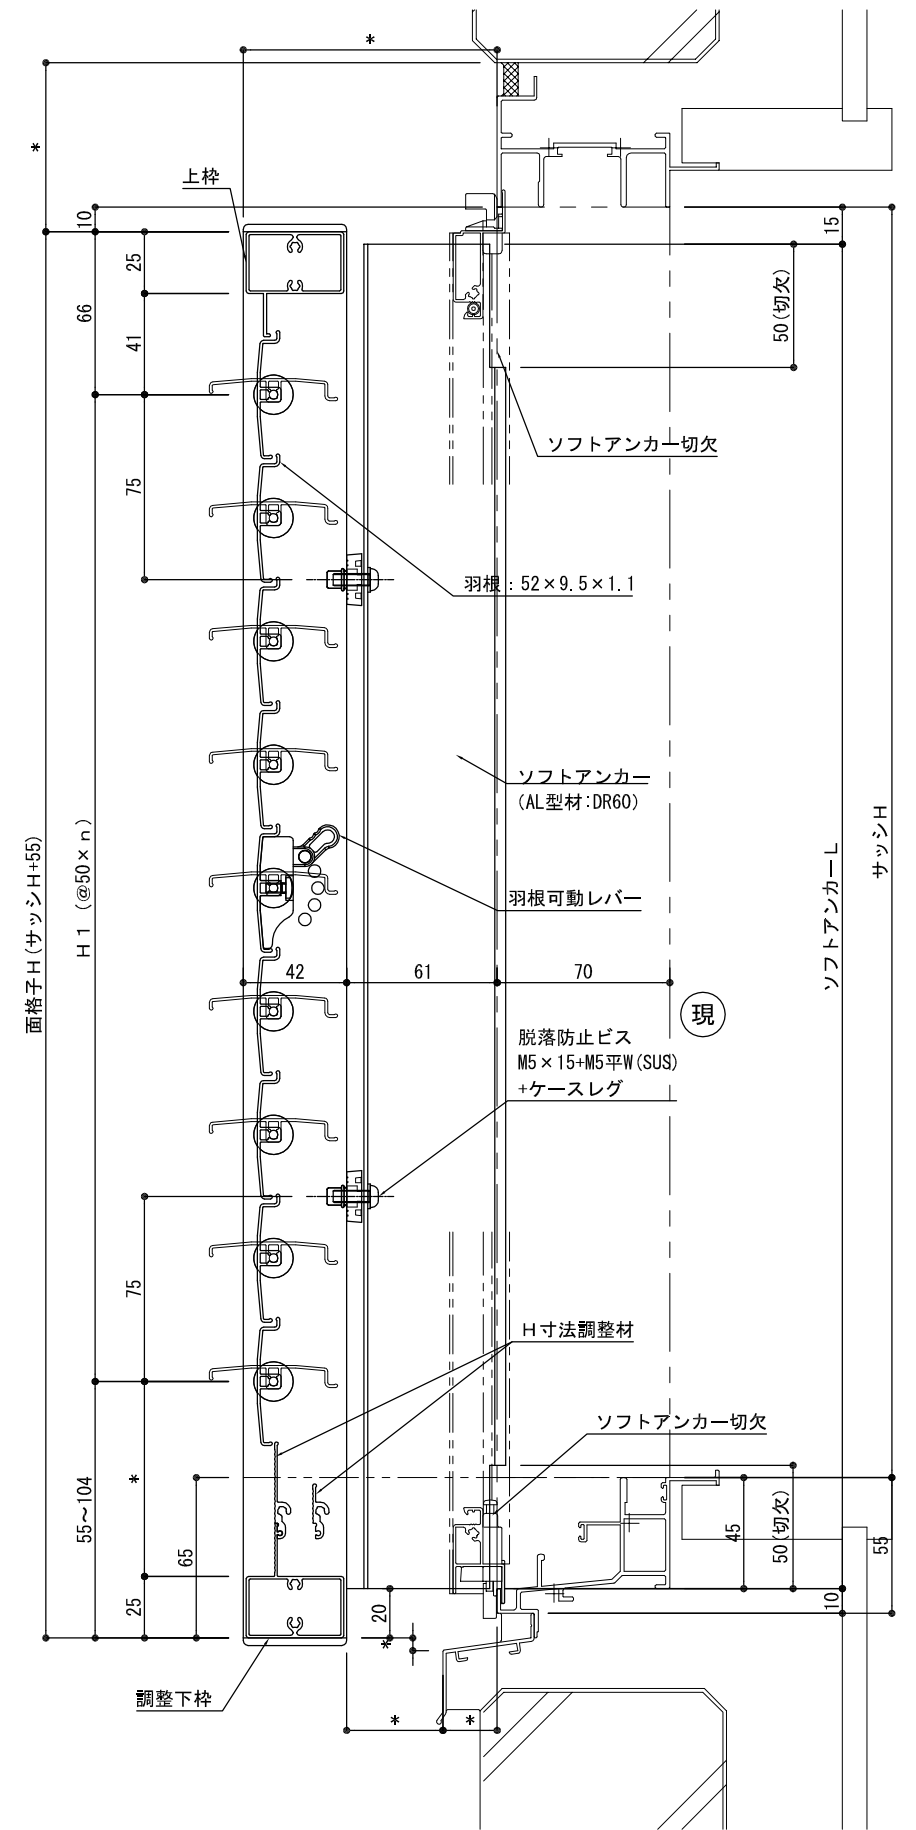 *
*
上枠
10
25
15
66
41
50(切欠)
ソフトアンカー切欠
75
羽根：52×9.5×1.1
ソフトアンカー
(AL型材:DR60)
面格子H(サッシH+55)
H1 (@50×n)
羽根可動レバー
ソフトアンカーL
サッシH
42
61
70
現
脱落防止ビス
M5×15+M5平W(SUS)
+ケースレグ
75
H寸法調整材
ソフトアンカー切欠
*
55～104
65
45
50(切欠)
55
25
20
10
*
調整下枠
*
*